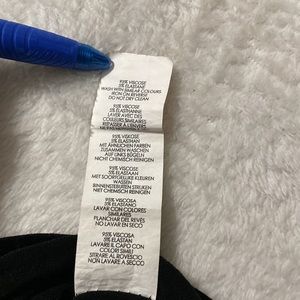 95% VISCOSE
5% ELASTANE
WASH WITH SIMILAR COLOURS
IRON ON REVERSE
DO NOT DRY CLEAN
95% VISCOSE
5% ELASTHANNE
LAVER AVEC DES
COULEURS SIMILAIRES
REPASSER À L'ENVERS
95% VISKOSE
5% ELASTHAN
MIT ÄHNLICHEN FARBEN
ZUSAMMEN WASCHEN
AUF LINKS BÜGELN
NICHT CHEMISCH REINIGEN
95% VISCOSE
5% ELASTAAN
MET SOORTGELIJKE KLEUREN
WASSEN
BINNENSTEBUITEN STRIJKEN
NIET CHEMISCH REINIGEN
95% VISCOSA
5% ELASTANO
LAVAR CON COLORES
SIMILARES
PLANCHAR DEL REVÉS
NO LAVAR EN SECO
95% VISCOSA
5% ELASTAN
LAVARE IL CAPO CON
COLORI SIMILI
STIRARE AL ROVESCIO
NON LAVARE A SECCO